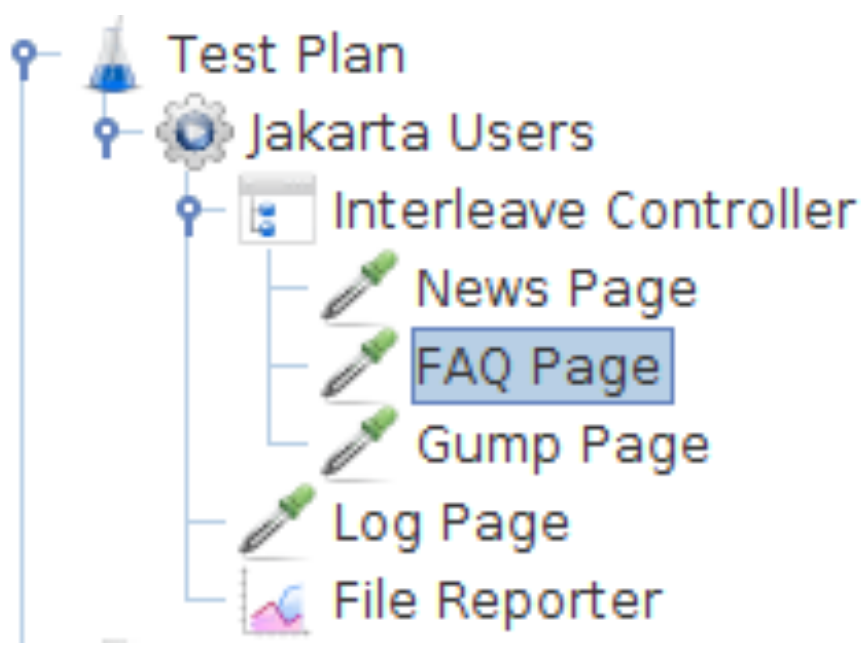 Test Plan
Jakarta Users
Interleave Controller
News Page
FAQ Page
Gump Page
Log Page
File Reporter